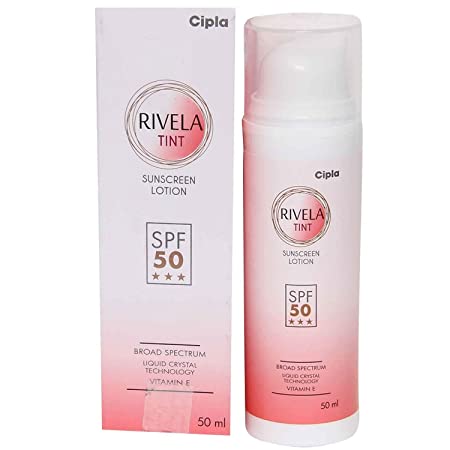 Cipla
RIVELA
TINT
SUNSCREEN
LOTION
SPF
50
★★★
BROAD SPECTRUM
LIQUID CRYSTAL
TECHNOLOGY
VITAMIN E
50 ml
Cipla
RIVELA
TINT
SUNSCREEN
LOTION
SPF
50
★★★
BROAD SPECTRUM
LIQUID CRYSTAL
TECHNOLOGY
VITAMIN E
50 ml